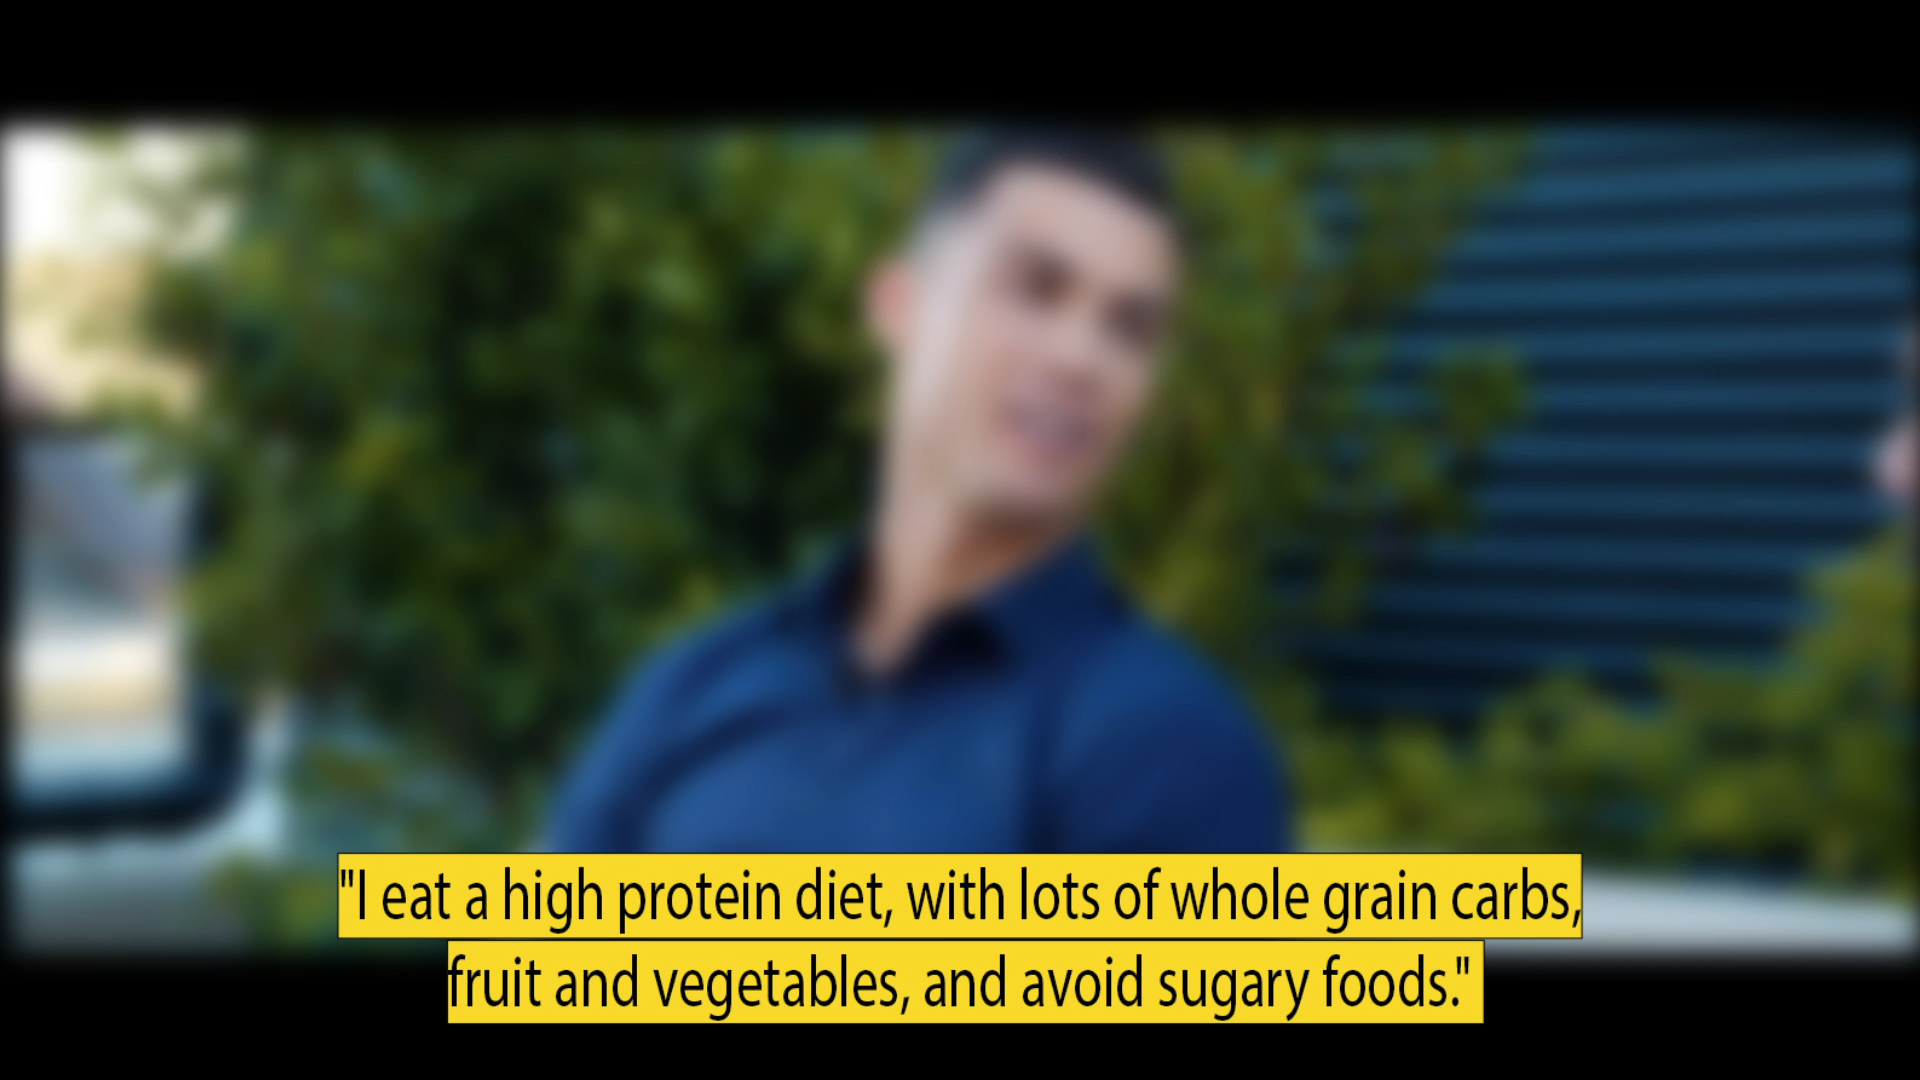 "I eat a high protein diet, with lots of whole grain carbs,
fruit and vegetables, and avoid sugary foods."